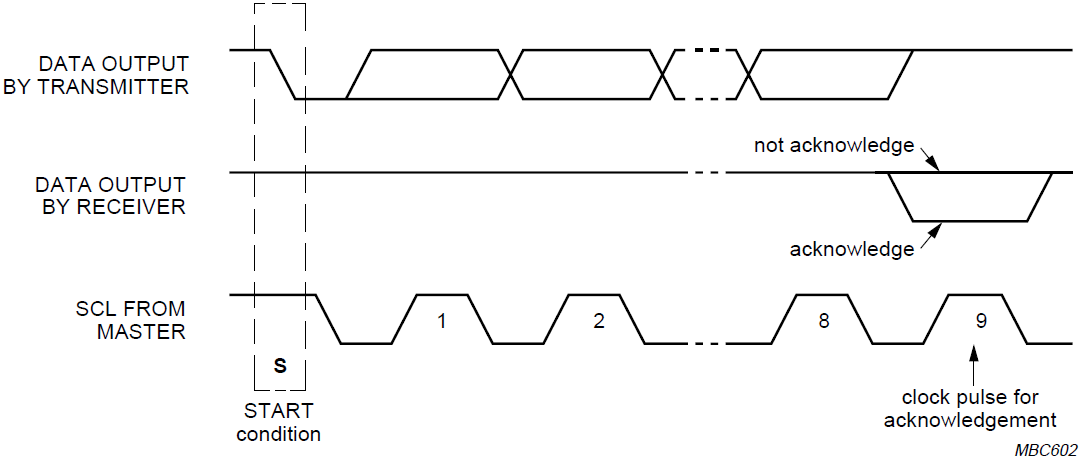 DATA OUTPUT
BY TRANSMITTER
not acknowledge
DATA OUTPUT
BY RECEIVER
acknowledge
SCL FROM
MASTER
1
2
8
9
S
START
condition
clock pulse for
acknowledgement
MBC602